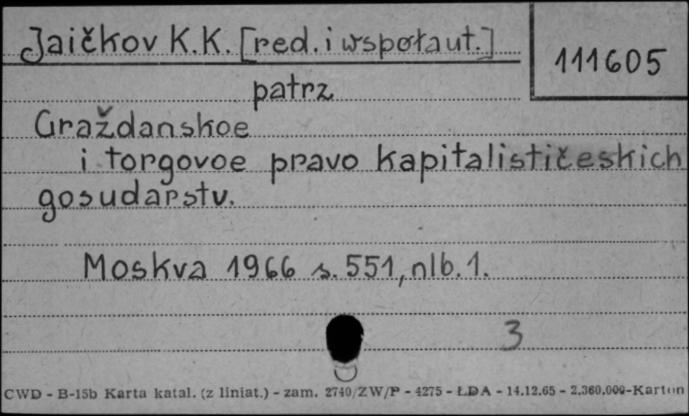 Jaičkov K.K. [red. i współaut.]
111605
patrz
Graždanskoe
i torgovoe pravo kapitalističeskich
gosudarstv.
Moskva 1966 s. 551, nlb. 1.
3
CWD - B-15b Karta katal. (z liniat.) - zam. 2740/ZW/P - 4275 - ŁDA - 14.12.65 - 2.360.000-Karton